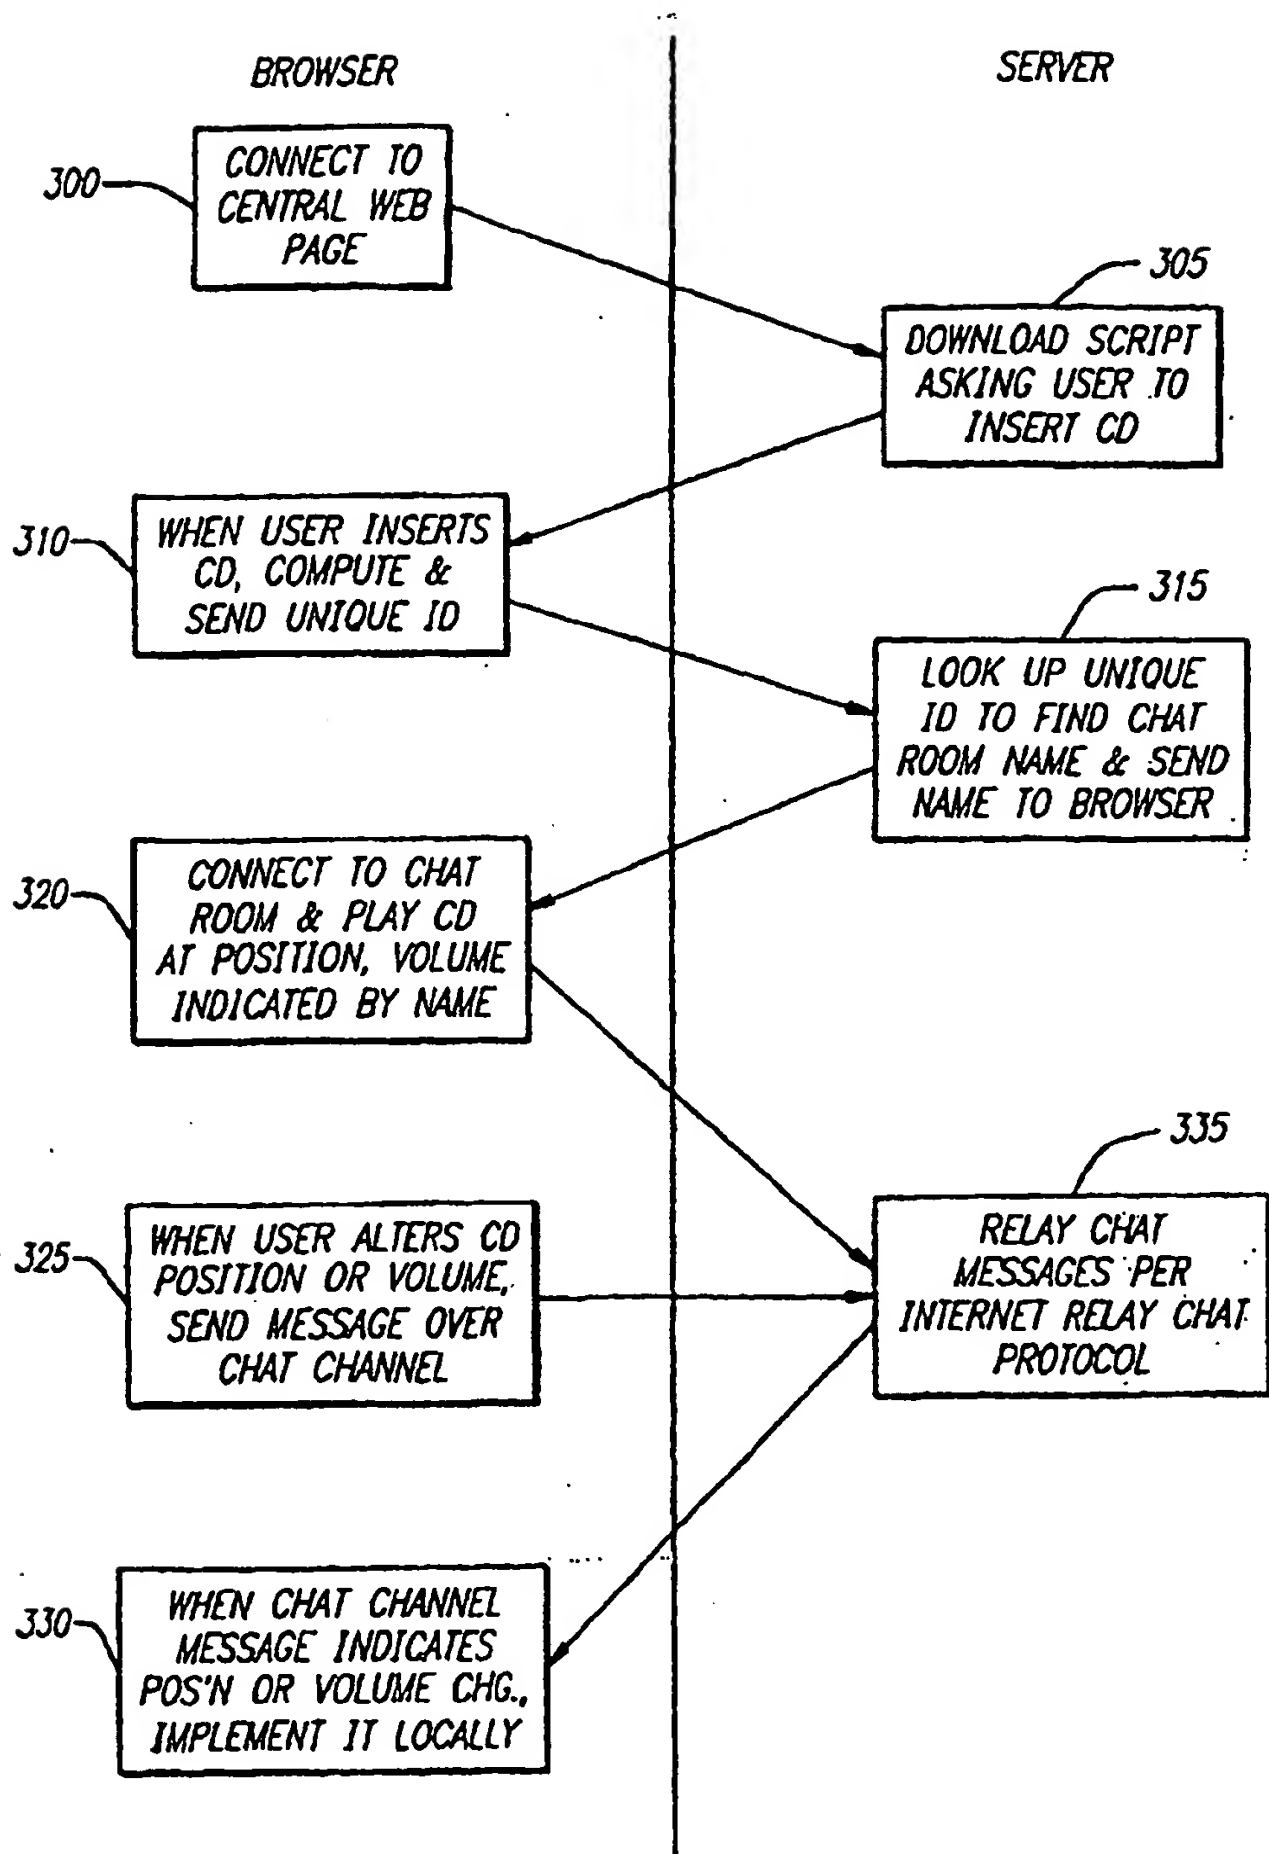 BROWSER
SERVER
300
CONNECT TO
CENTRAL WEB
PAGE
305
DOWNLOAD SCRIPT
ASKING USER TO
INSERT CD
310
WHEN USER INSERTS
CD, COMPUTE &
SEND UNIQUE ID
315
LOOK UP UNIQUE
ID TO FIND CHAT
ROOM NAME & SEND
NAME TO BROWSER
320
CONNECT TO CHAT
ROOM & PLAY CD
AT POSITION, VOLUME
INDICATED BY NAME
335
RELAY CHAT
MESSAGES PER
INTERNET RELAY CHAT
PROTOCOL
325
WHEN USER ALTERS CD
POSITION OR VOLUME,
SEND MESSAGE OVER
CHAT CHANNEL
330
WHEN CHAT CHANNEL
MESSAGE INDICATES
POS'N OR VOLUME CHG.,
IMPLEMENT IT LOCALLY